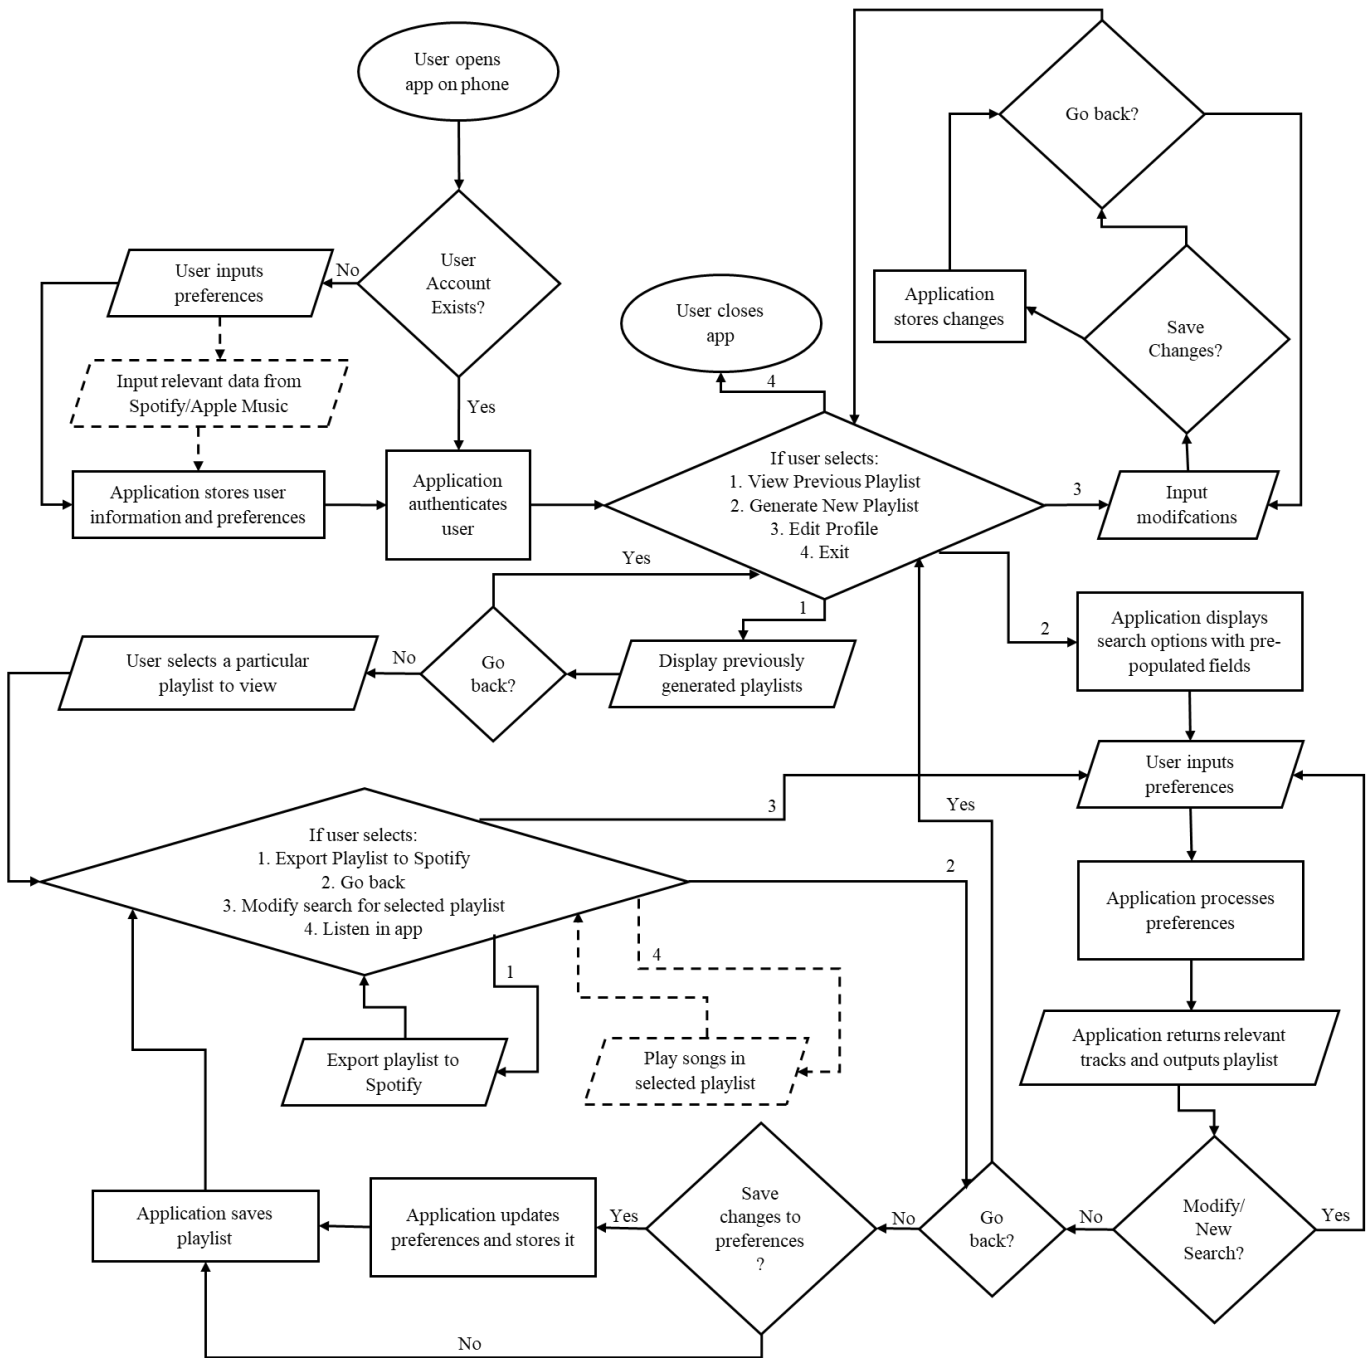 User opens
app on phone
Go back?
User
Account
Exists?
No
User inputs
preferences
Yes
Input relevant data from
Spotify/Apple Music
Application stores user
information and preferences
Application
authenticates
user
User closes
app
4
Application
stores changes
Save
Changes?
If user selects:
1. View Previous Playlist
2. Generate New Playlist
3. Edit Profile
4. Exit
3
Input
modifcations
Yes
1
2
Application displays
search options with pre-
populated fields
User selects a particular
playlist to view
No
Go
back?
Display previously
generated playlists
User inputs
preferences
3
Yes
If user selects:
1. Export Playlist to Spotify
2. Go back
3. Modify search for selected playlist
4. Listen in app
2
Application processes
preferences
1
4
Export playlist to
Spotify
Play songs in
selected playlist
Application returns relevant
tracks and outputs playlist
Application saves
playlist
Application updates
preferences and stores it
Yes
Save
changes to
preferences
?
No
Go
back?
No
Modify/
New
Search?
Yes
No